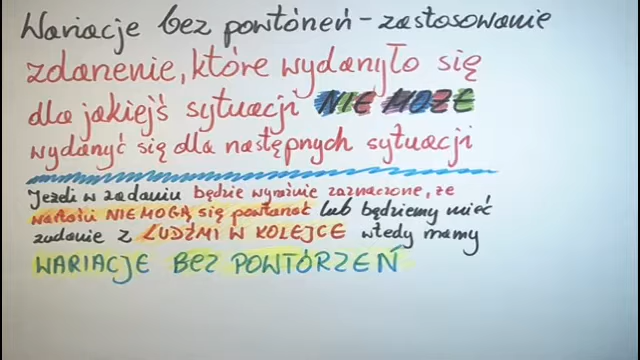 Wariacje bez powtórzeń - zastosowanie
zdarzenie, które wydarzyło się
dla jakiejś sytuacji NIE MOŻE
wydarzyć się dla następnych sytuacji
Jeżeli w zadaniu będzie wyraźnie zaznaczone, że
wartości NIE MOGĄ się powtarzać lub będziemy mieć
zadanie z LUDŹMI W KOLEJCE wtedy mamy
WARIACJE BEZ POWTÓRZEŃ